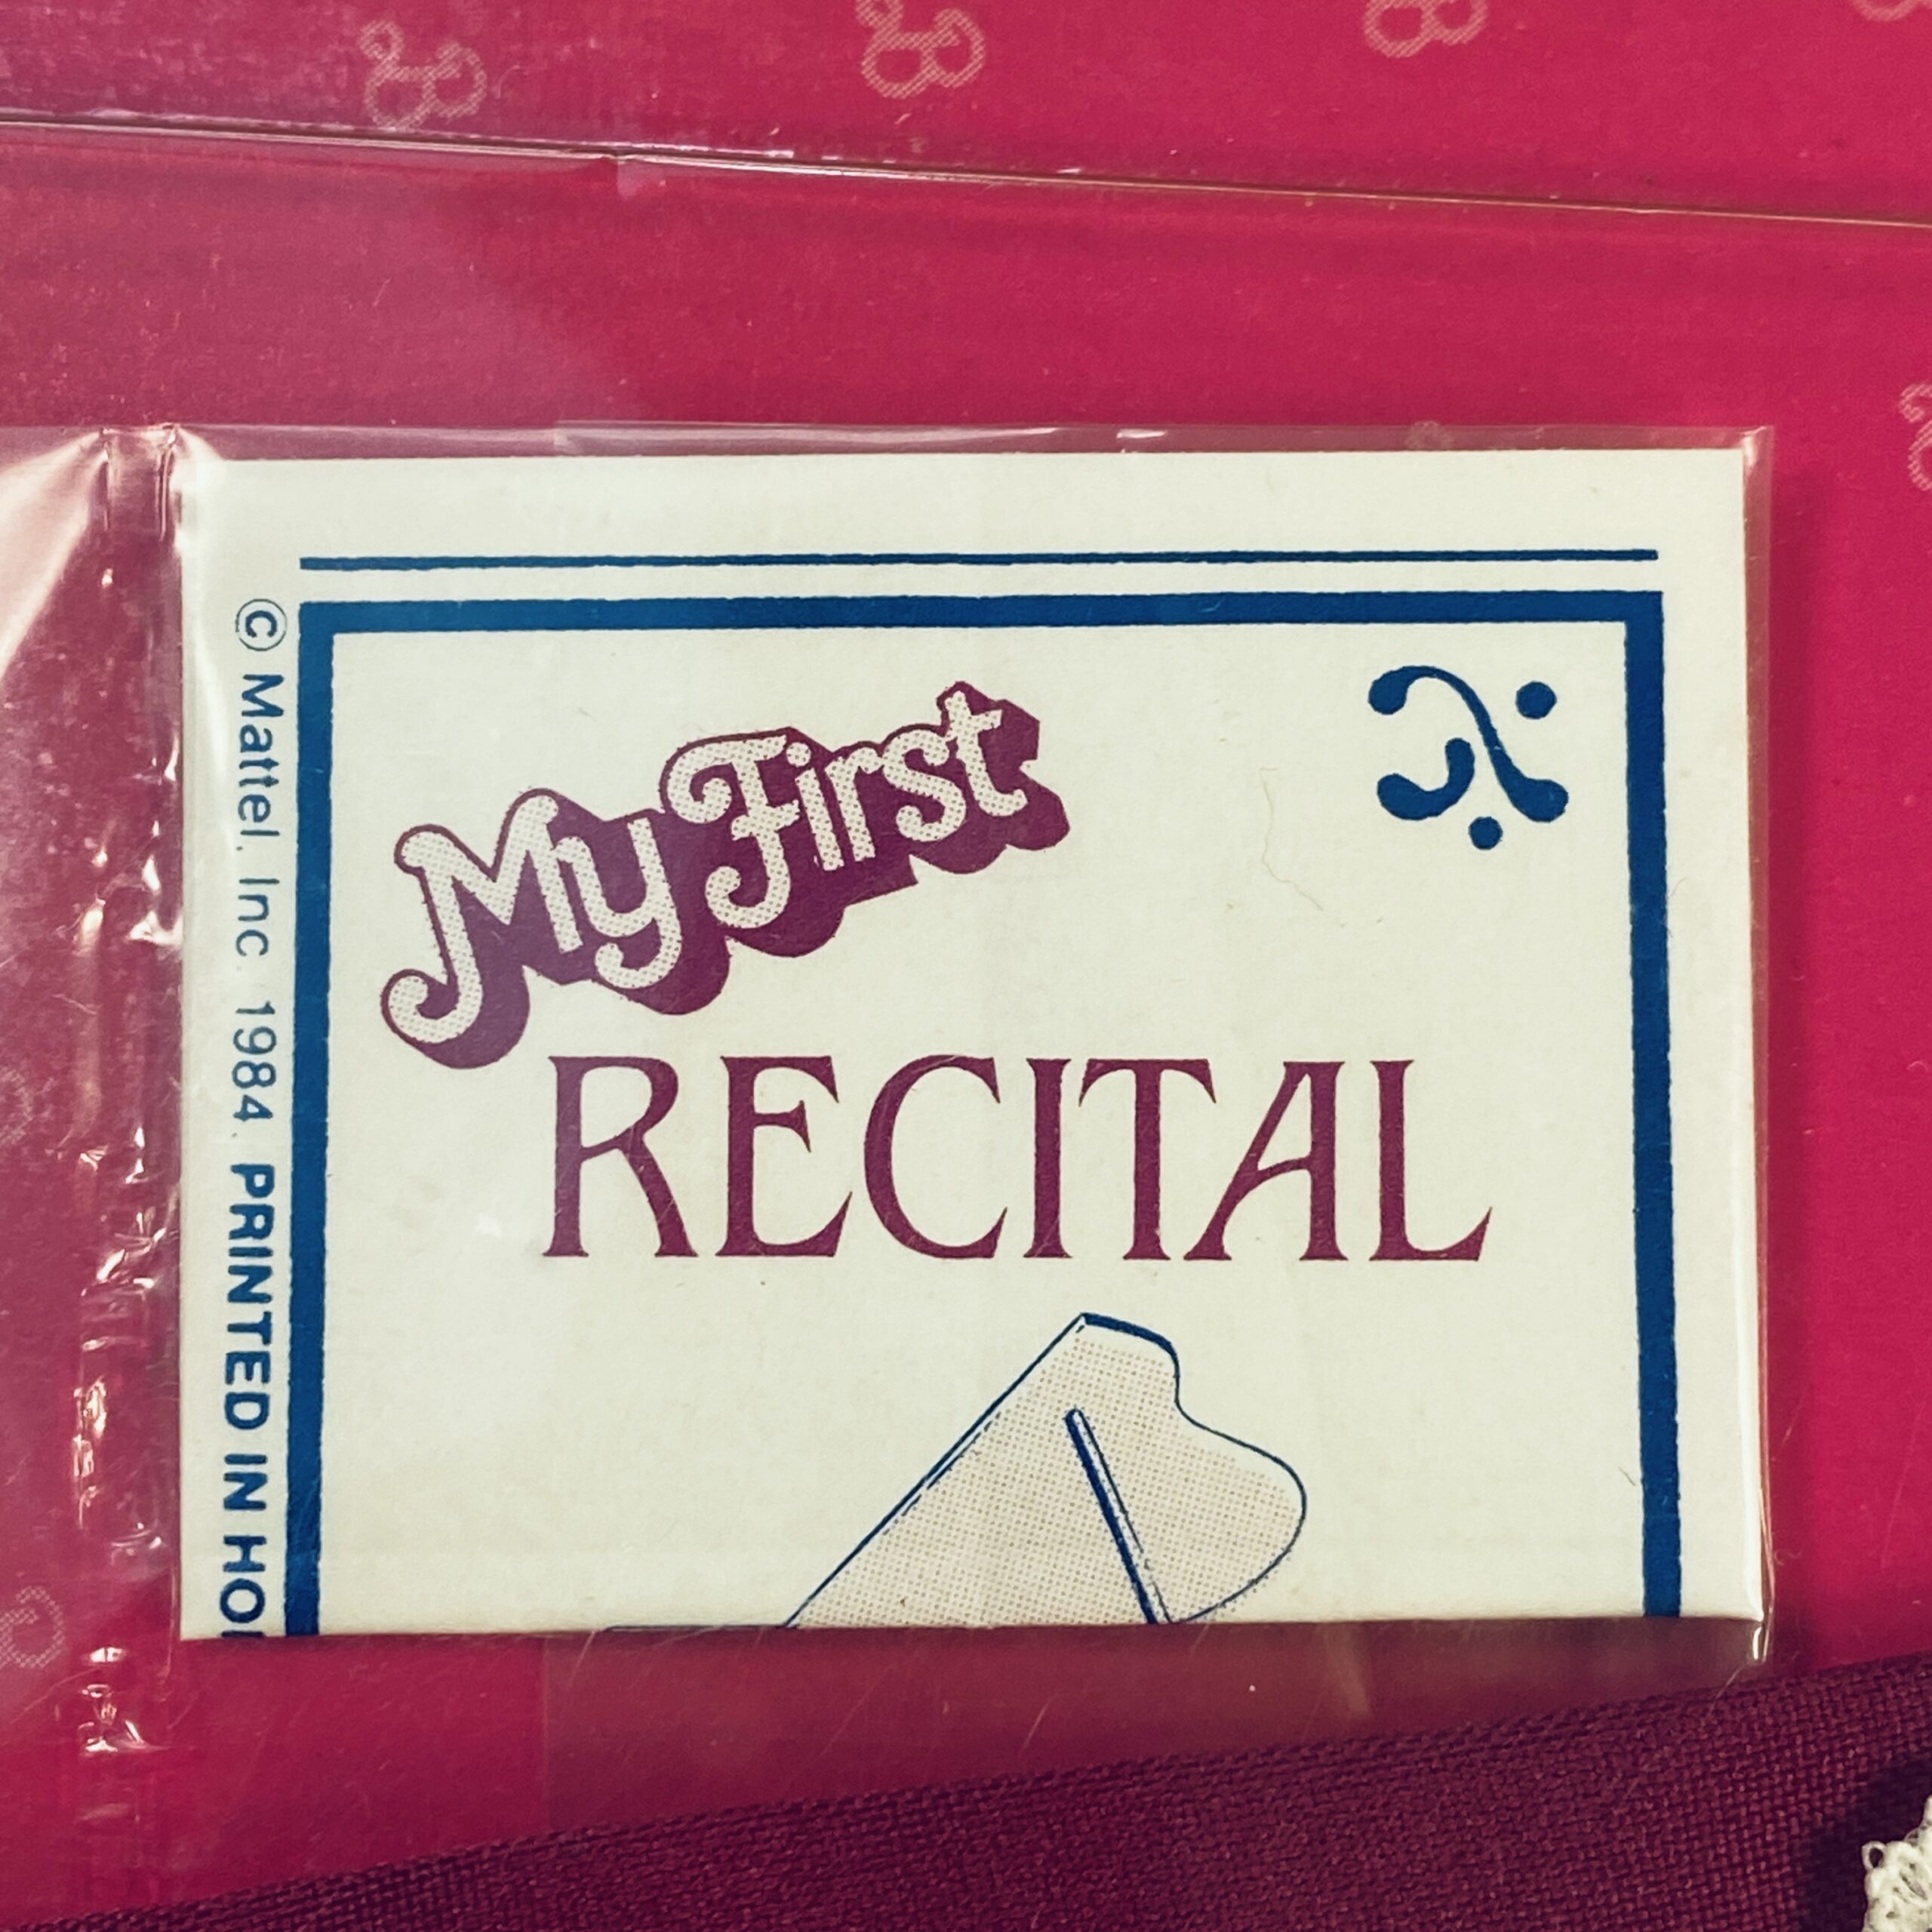 My First
RECITAL
© Mattel, Inc. 1984. PRINTED IN HO